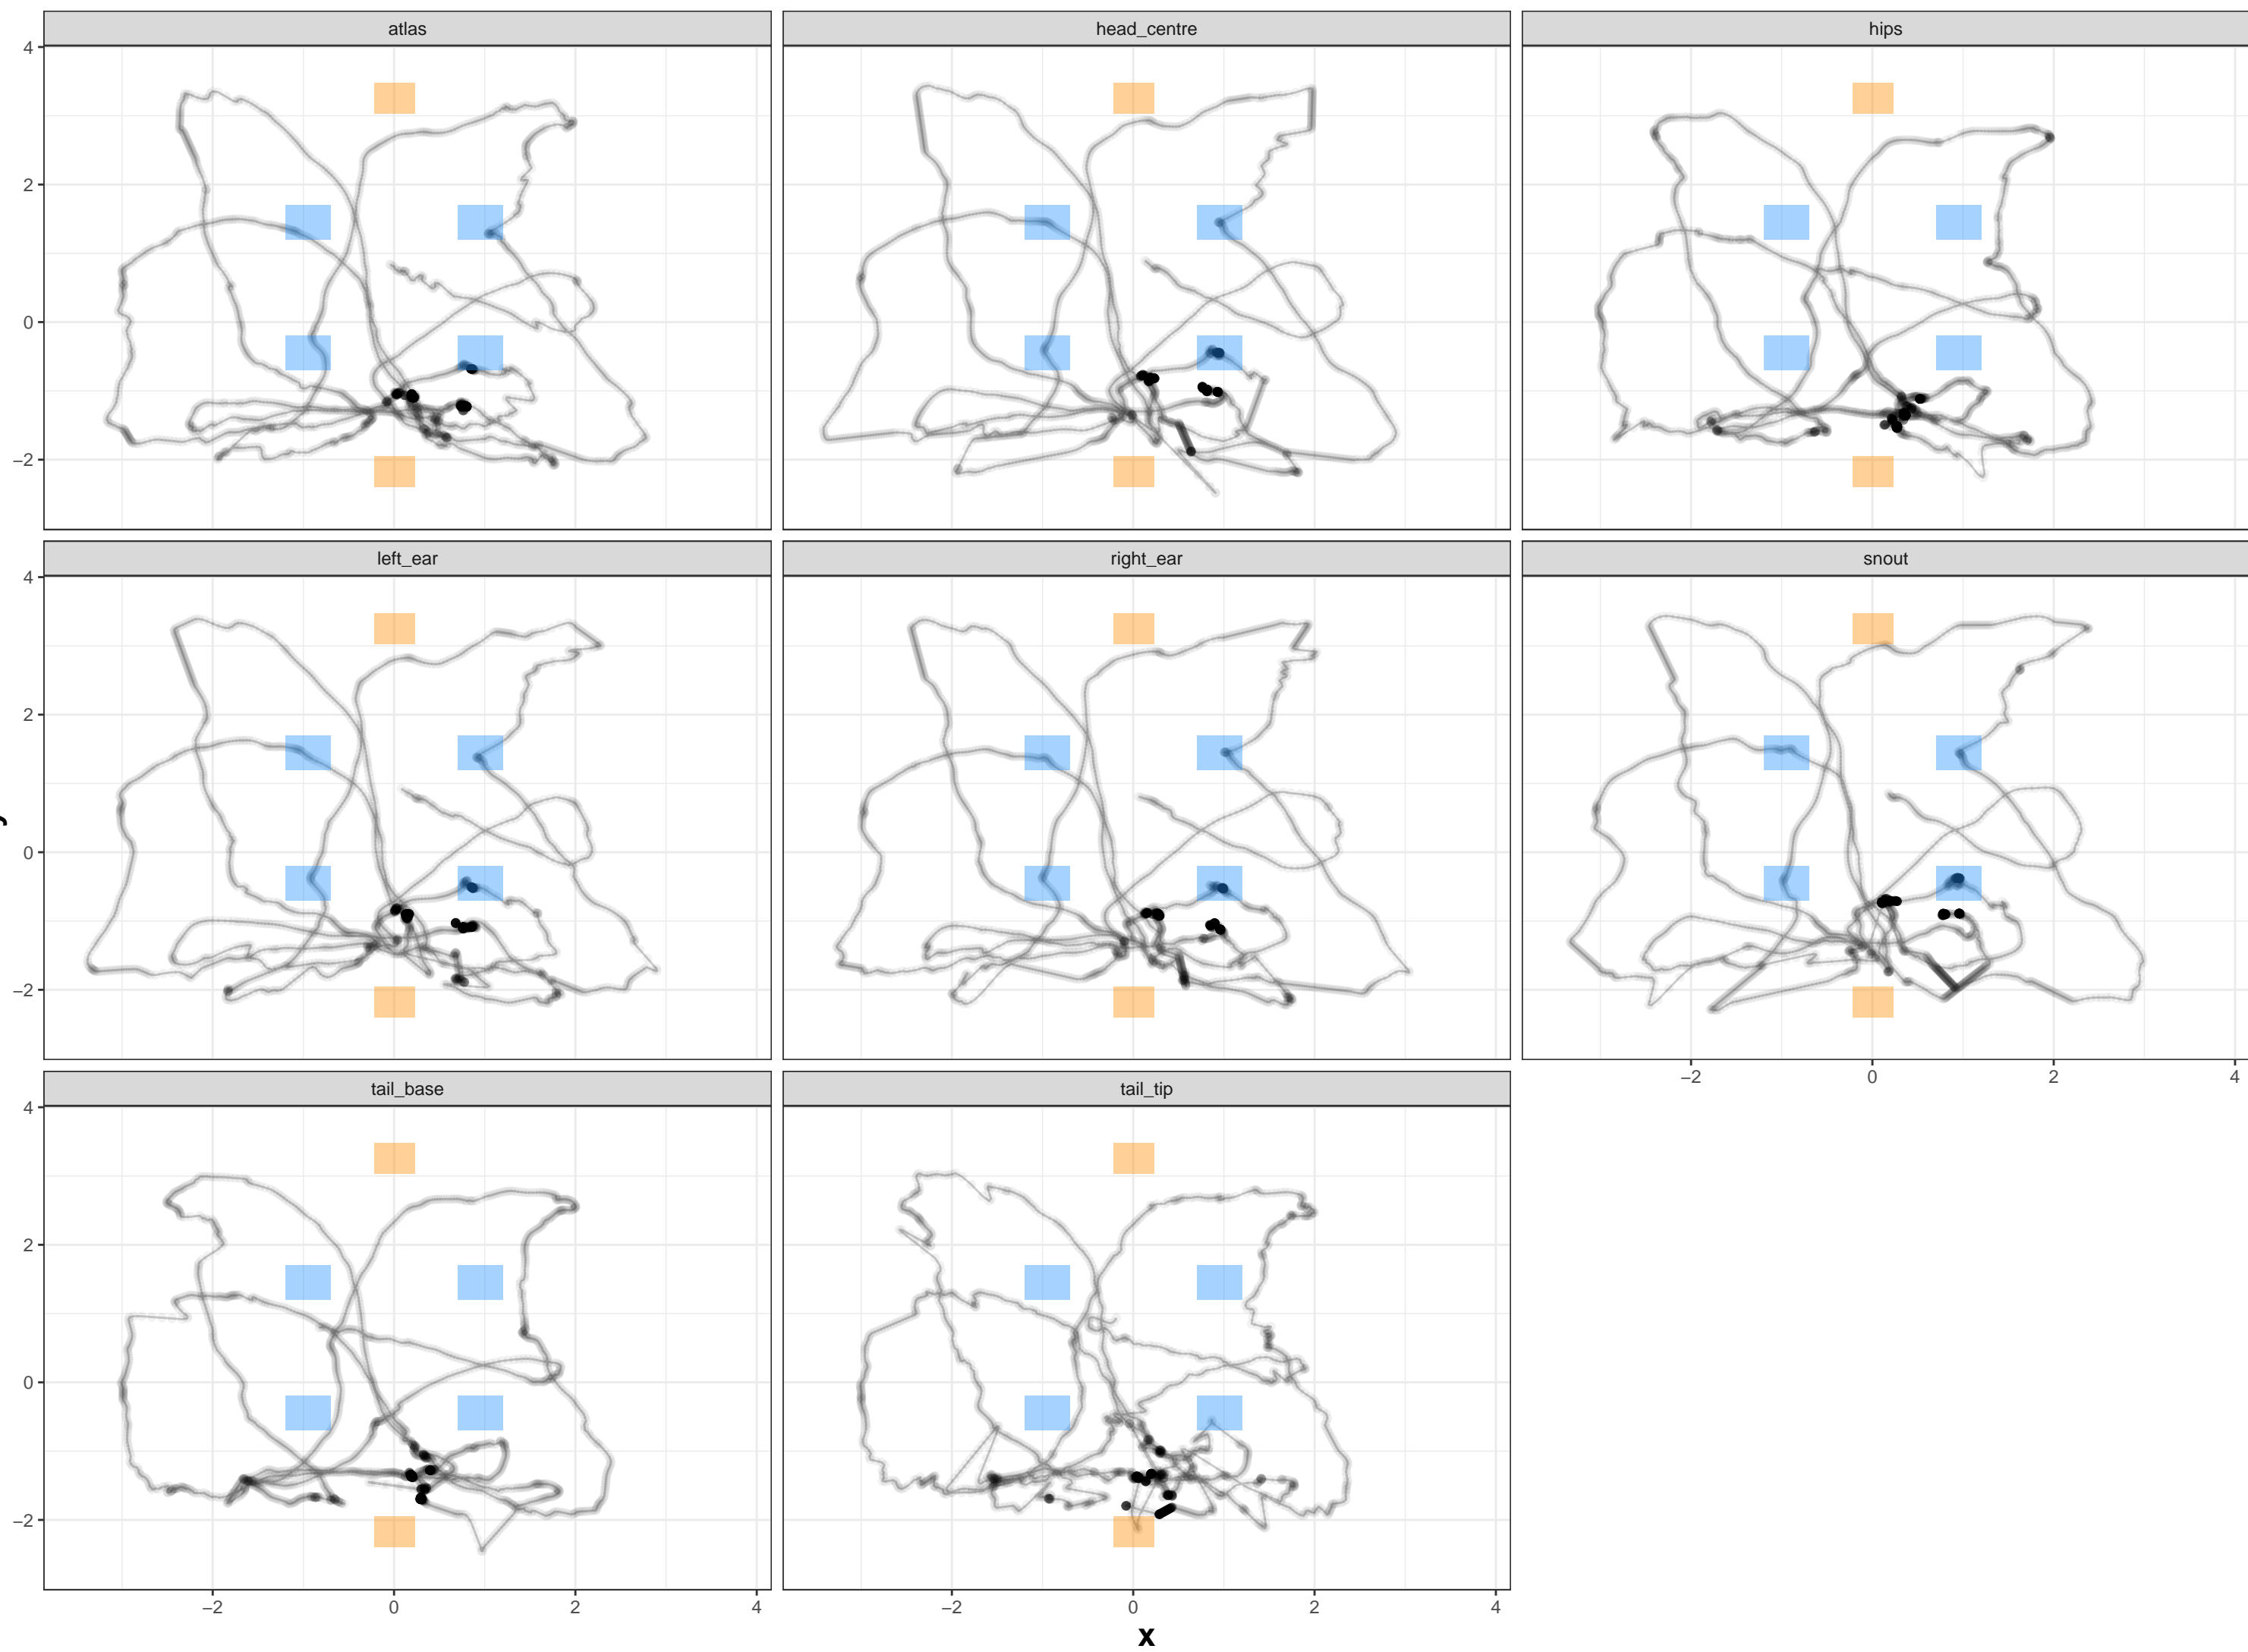 atlas head_centre hips
4
2
0
−2
left_ear right_ear snout
4
2
0
−2
−2 0 2 4
tail_base tail_tip
4
2
0
−2
−2 0 2 4 −2 0 2 4
x